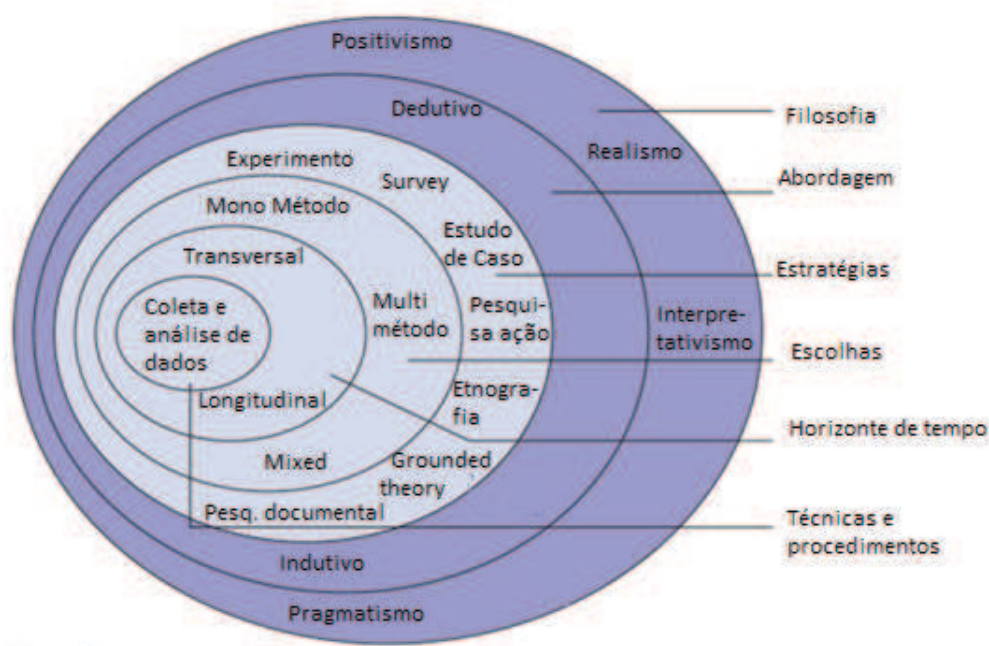 Positivismo
Dedutivo
Filosofia
Realismo
Experimento
Survey
Abordagem
Mono Método
Estudo
de Caso
Transversal
Estratégias
Coleta e
análise de
dados
Multi
método
Pesqui-
sa ação
Interpre-
tativismo
Escolhas
Longitudinal
Etnogra-
fia
Horizonte de tempo
Mixed
Grounded
theory
Pesq. documental
Técnicas e
procedimentos
Indutivo
Pragmatismo